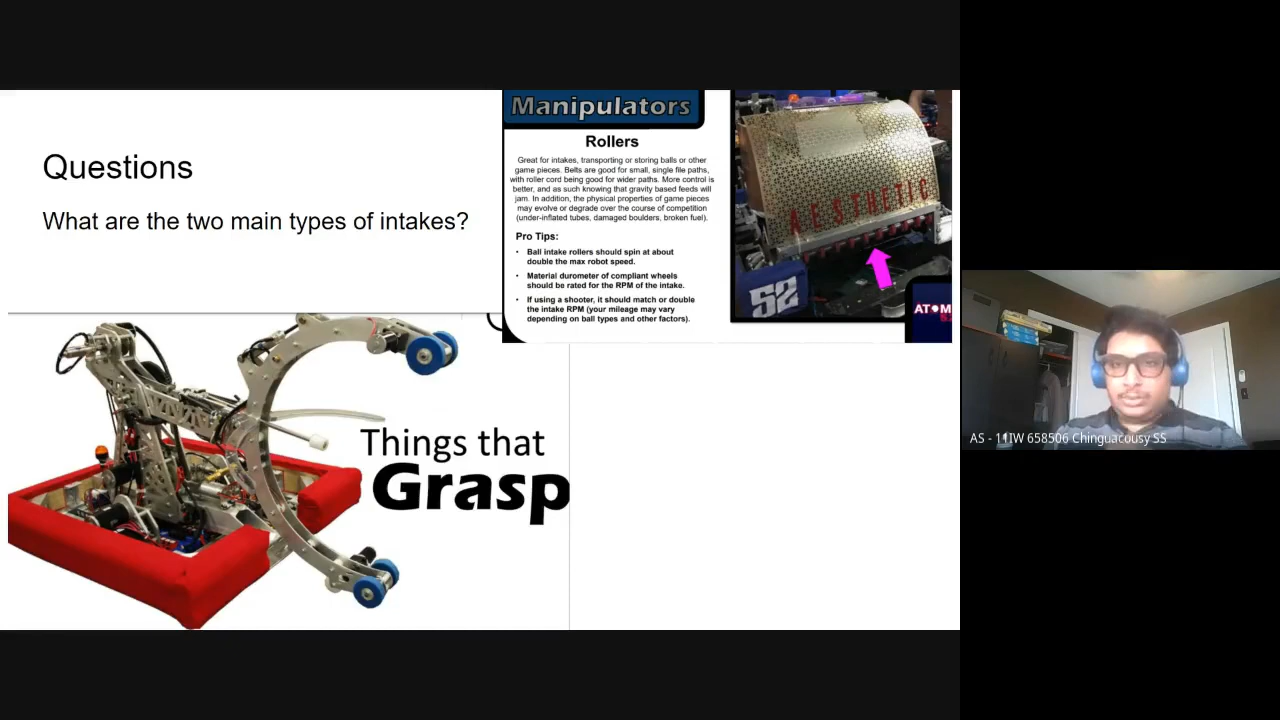 Questions
What are the two main types of intakes?
Manipulators
Rollers
Great for intakes, transporting or storing balls or other
game pieces. Belts are good for small, single file paths,
with roller cord being good for wider paths. More control is
better, and as such knowing that gravity based feeds will
jam. In addition, the physical properties of game pieces
may evolve or degrade over the course of competition
(under-inflated tubes, damaged boulders, broken fuel).
Pro Tips:
• Ball intake rollers should spin at about
double the max robot speed.
• Material durometer of compliant wheels
should be rated for the RPM of the intake.
• If using a shooter, it should match or double
the intake RPM (your mileage may vary
depending on ball types and other factors).
AESTHETIC
52
Things that
Grasp
AS - 11IW 658506 Chinguacousy SS